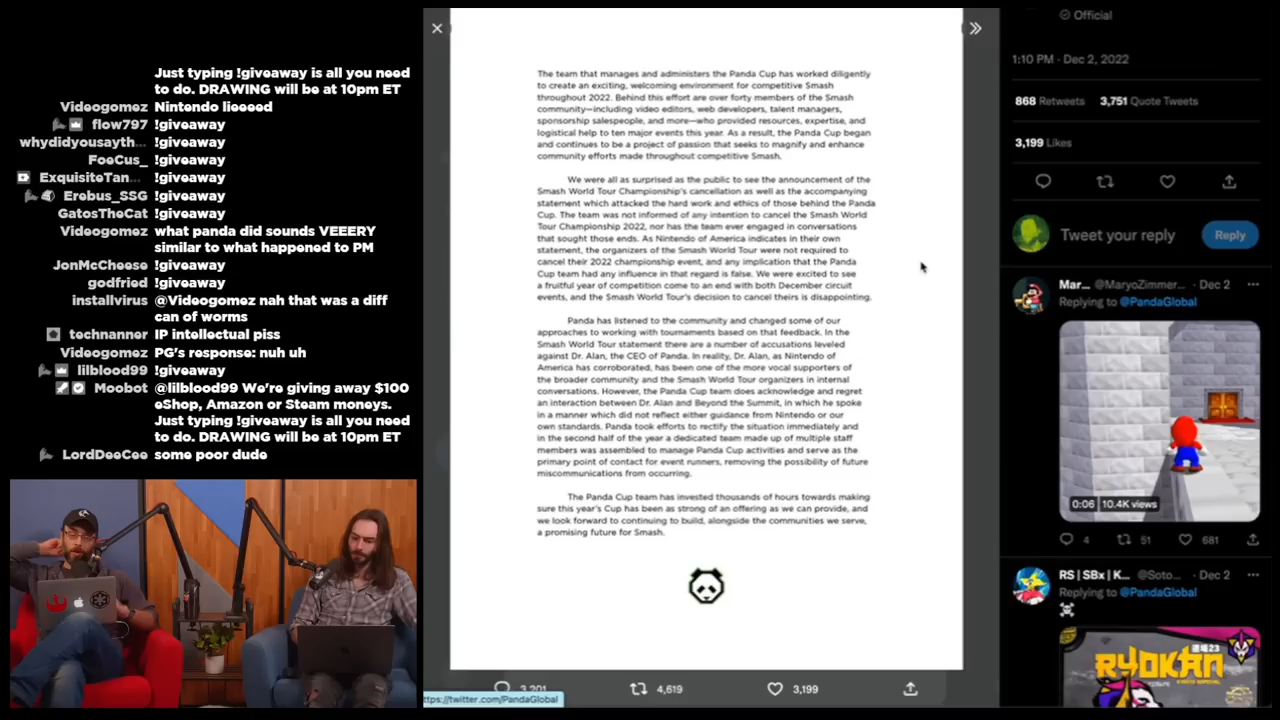 Just typing !giveaway is all you need
to do. DRAWING will be at 10pm ET
Videogomez Nintendo lieeeed
flow797 !giveaway
whydidiboyth... !giveaway
FooCus_ !giveaway
ExquisiteTan... !giveaway
Erebus_SSG !giveaway
GatesTheCat !giveaway
Videogomez what panda did sounds VEEERY
similar to what happened to PM
JonMcCheese !giveaway
godfried !giveaway
installvirus @Videogomez nah that was a diff
can of worms
temhotaokeaha IP intellectual piss
Videogomez PG's response: nuh uh
lilblood99 !giveaway
Moobot @lilblood99 We're giving away $100
eShop, Amazon or Steam moneys.
Just typing !giveaway is all you need
to do. DRAWING will be at 10pm ET
LordDeeGee some poor dude
The team that manages and administers the Panda Cup has worked diligently
to create an exciting, welcoming environment for competitive Smash
throughout 2022. Behind this effort are over forty members of the Smash
community—including video editors, web developers, talent managers,
sponsorship salespeople, and more—who provided resources, expertise, and
logistical help to ten major events this year. As a result, the Panda Cup began
and continues to be a project of passion that seeks to magnify and enhance
community efforts made throughout competitive Smash.
We were all as surprised as the public to see the announcement of the
Smash World Tour Championship's cancellation as well as the accompanying
statement which attacked the hard work and ethics of those behind the Panda
Cup. The team was not informed of any intention to cancel the Smash World
Tour Championship 2022, nor has the team ever engaged in conversations
that sought those ends. As Nintendo of America indicates in their own
statement, the organizers of the Smash World Tour were not required to
cancel their 2022 championship event, and any implication that the Panda
Cup team had any influence in that regard is false. We were excited to see
a fruitful year of competition come to an end with both December circuit
events, and the Smash World Tour's decision to cancel theirs is disappointing.
Panda has listened to the community and changed some of our
approaches to working with tournaments based on that feedback. In the
Smash World Tour statement there are a number of accusations leveled
against Dr. Alan, the CEO of Panda. In reality, Dr. Alan, as Nintendo of
America has corroborated, has been one of the more vocal supporters of
the broader community and the Smash World Tour organizers in internal
conversations. However, the Panda Cup team does acknowledge and regret
an interaction between Dr. Alan and Beyond the Summit, in which he spoke
in a manner which did not reflect either guidance from Nintendo or our
own standards. Panda took efforts to rectify the situation immediately and
in the second half of the year a dedicated team made up of multiple staff
members was assembled to manage Panda Cup activities and serve as the
primary point of contact for event runners, removing the possibility of future
miscommunications from occurring.
The Panda Cup team has invested thousands of hours towards making
sure this year's Cup has been as strong of an offering as we can provide, and
we look forward to continuing to build, alongside the communities we serve,
a promising future for Smash.
3,201 4,619 3,199
ttps://twitter.com/PandaGlobal
Official
1:10 PM · Dec 2, 2022
868 Retweets 3,751 Quote Tweets
3,199 Likes
Tweet your reply Reply
Mar... @MaryoZimmer... · Dec 2
Replying to @PandaGlobal
0:06 10.4K views
4 51 681
RS | SBx | K... @Soto... · Dec 2
Replying to @PandaGlobal
道場23
RYOKAN